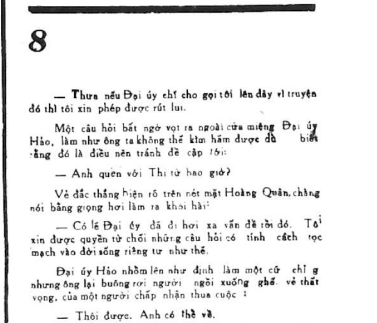 8
— Thưa nếu Đại úy chỉ cho gọi tôi lên đây vì truyện
đó thì tôi xin phép được rút lui.
Một câu hỏi bất ngờ vọt ra ngoài cửa miệng Đại úy
Hảo, làm như ông ta không thể kìm hãm được dù biết
rằng đó là điều nên tránh đề cập tới:
— Anh quen với Thi từ bao giờ?
Vẻ đắc thắng hiện rõ trên nét mặt Hoàng Quân, chàng
nói bằng giọng hơi làm ra khôi hài:
— Có lẽ Đại úy đã đi hơi xa vấn đề rồi đó. Tôi
xin được quyền từ chối những câu hỏi có tính cách tọc
mạch vào đời sống riêng tư như thế.
Đại úy Hảo nhồm lên như định làm một cử chỉ g
nhưng ông lại buông rơi người ngồi xuống ghế. vẻ thất
vọng, của một người chấp nhận thua cuộc :
— Thôi được. Anh có thể về.